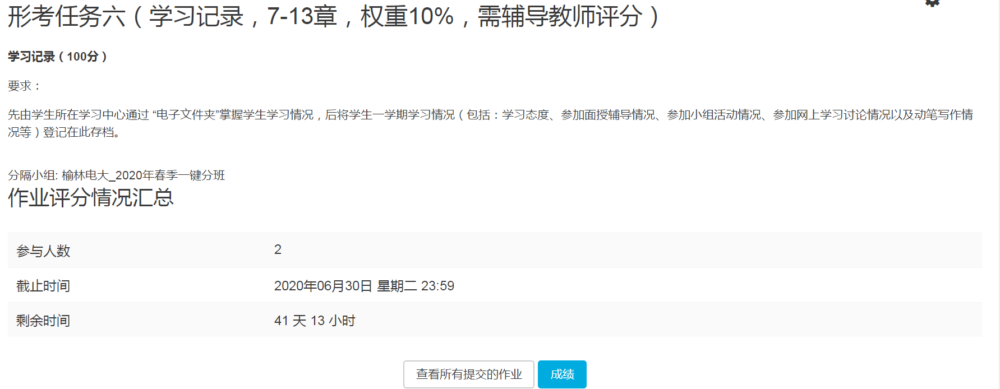 形考任务六（学习记录，7-13章，权重10%，需辅导教师评分）
学习记录（100分）
要求：
先由学生所在学习中心通过 “电子文件夹”掌握学生学习情况，后将学生一学期学习情况（包括：学习态度、参加面授辅导情况、参加小组活动情况、参加网上学习讨论情况以及动笔写作情
况等）登记在此存档。
分隔小组: 榆林电大_2020年春季一键分班
作业评分情况汇总
参与人数 2
截止时间 2020年06月30日 星期二 23:59
剩余时间 41 天 13 小时
查看所有提交的作业 成绩